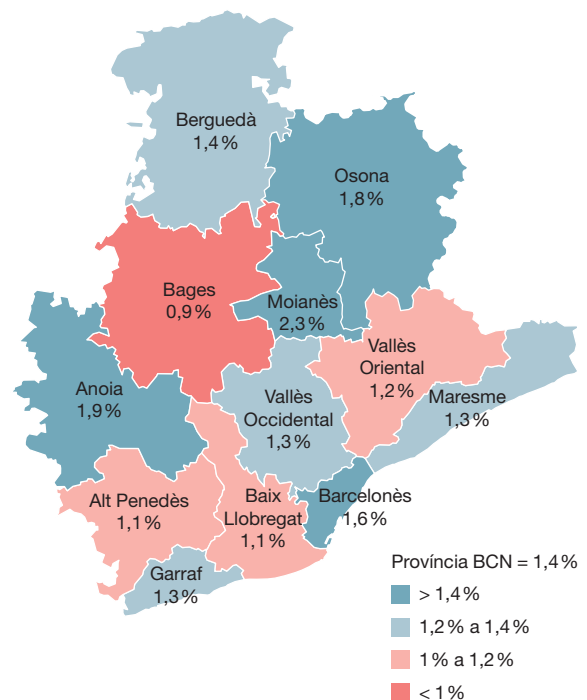 Berguedà
1,4 %
Osona
1,8 %
Bages
0,9 %
Moianès
2,3 %
Vallès
Oriental
1,2 %
Maresme
1,3 %
Anoia
1,9 %
Vallès
Occidental
1,3 %
Alt Penedès
1,1 %
Baix
Llobregat
1,1 %
Barcelonès
1,6 %
Garraf
1,3 %
Província BCN = 1,4 %
> 1,4 %
1,2 % a 1,4 %
1 % a 1,2 %
< 1 %